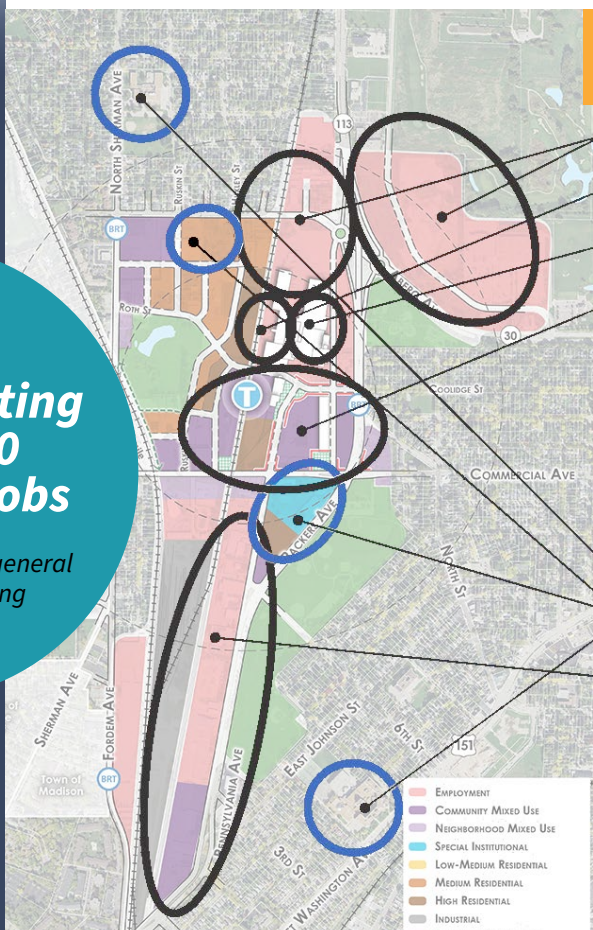 NORTH SHERMAN AVE
113
RUSKIN ST
BRT
ROTH ST
30
T
BRT
COOLIDGE ST
ting
0
obs
COMMERCIAL AVE
PACKERS AVE
general
ng
NORTH ST
SHERMAN AVE
FORDEM AVE
EAST JOHNSON ST
6TH ST
151
BRT
Town of
Madison
PENNSYLVANIA AVE
3RD ST
WASHINGTON AVE
EMPLOYMENT
COMMUNITY MIXED USE
NEIGHBORHOOD MIXED USE
SPECIAL INSTITUTIONAL
LOW-MEDIUM RESIDENTIAL
MEDIUM RESIDENTIAL
HIGH RESIDENTIAL
INDUSTRIAL